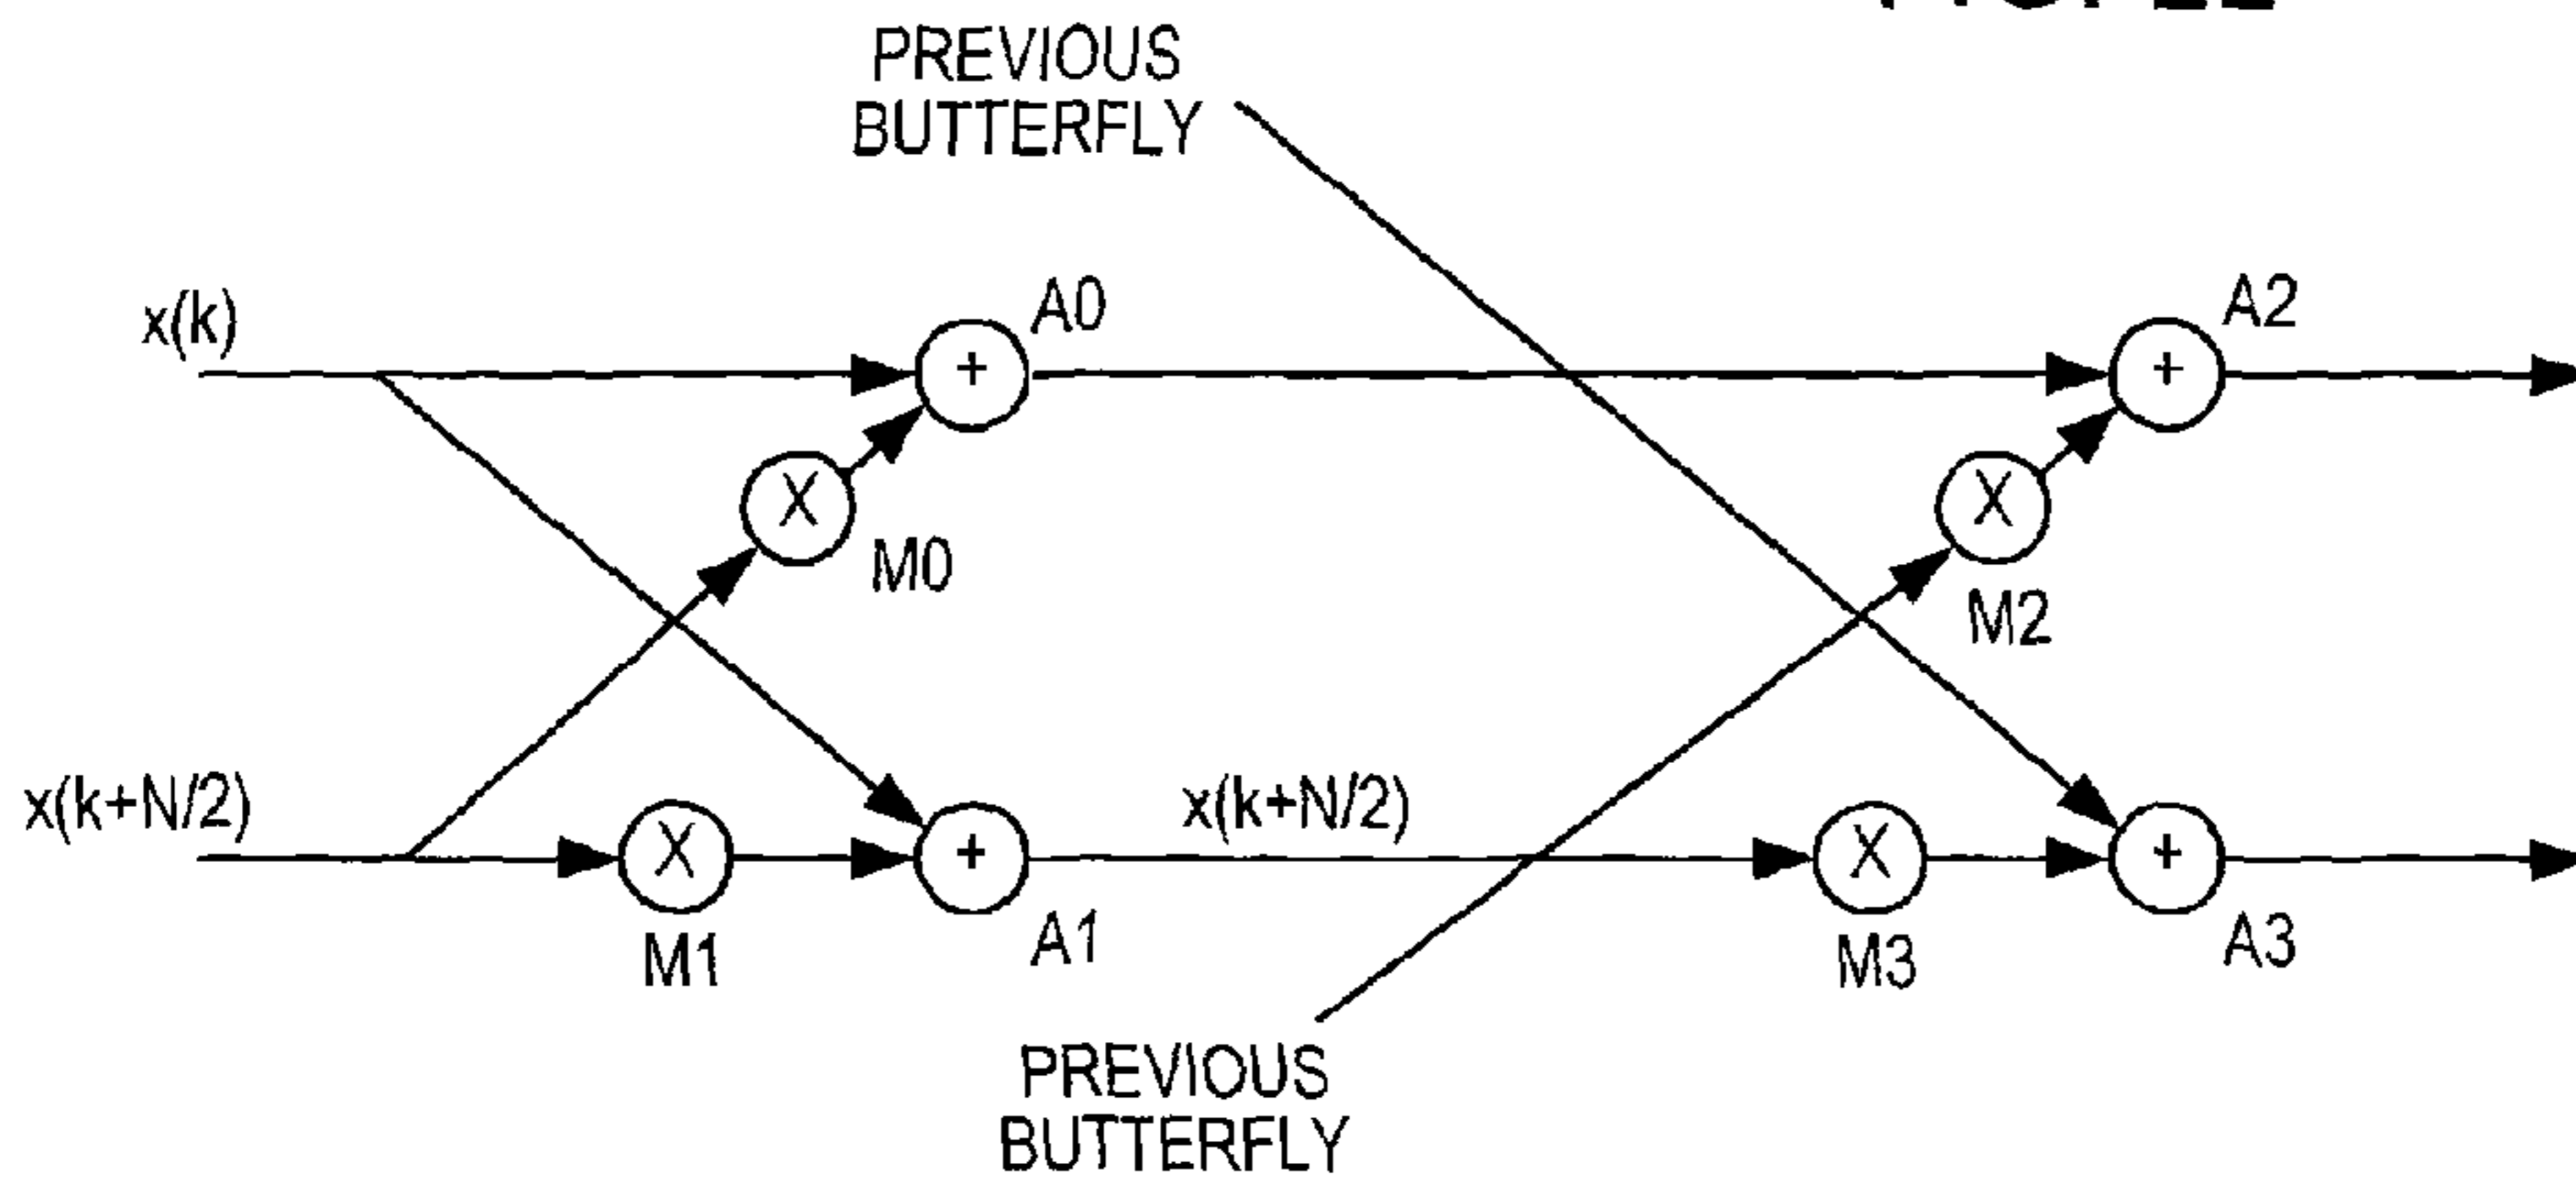 PREVIOUS
BUTTERFLY
x(k)
A0
A2
+
+
X
X
M0
M2
x(k+N/2)
x(k+N/2)
X
+
X
+
M1
A1
M3
A3
PREVIOUS
BUTTERFLY